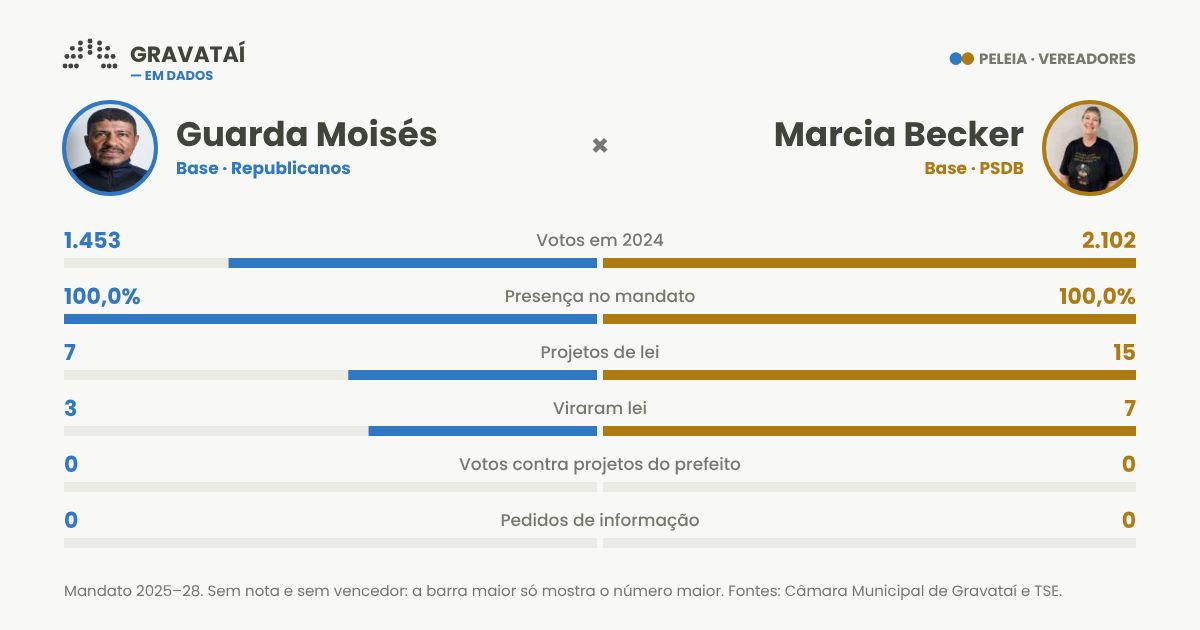 GRAVATAÍ
— EM DADOS
PELEIA · VEREADORES
Guarda Moisés
Base · Republicanos
×
Marcia Becker
Base · PSDB
1.453 Votos em 2024 2.102
100,0% Presença no mandato 100,0%
7 Projetos de lei 15
3 Viraram lei 7
0 Votos contra projetos do prefeito 0
0 Pedidos de informação 0
Mandato 2025–28. Sem nota e sem vencedor: a barra maior só mostra o número maior. Fontes: Câmara Municipal de Gravataí e TSE.